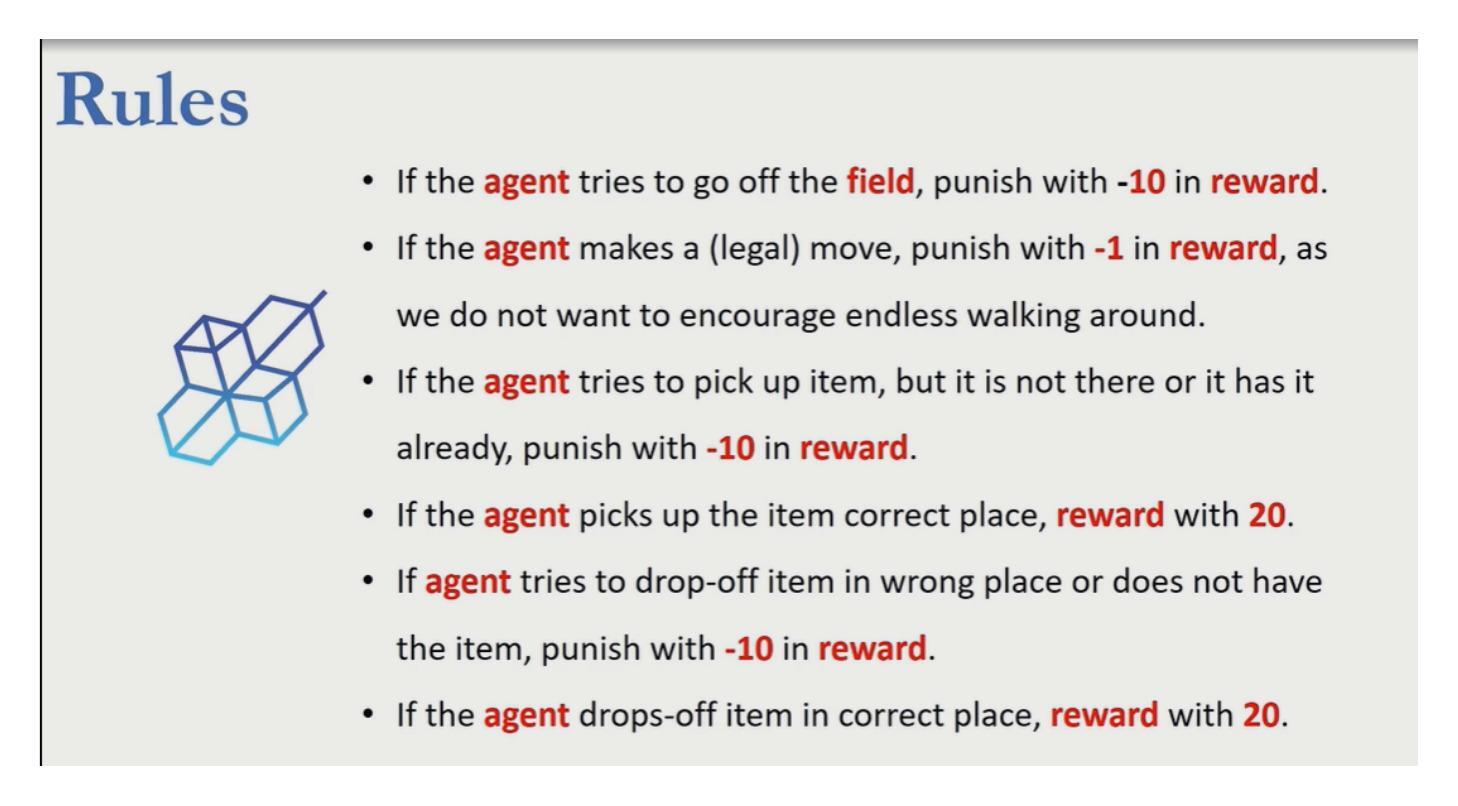 Rules
• If the agent tries to go off the field, punish with -10 in reward.
• If the agent makes a (legal) move, punish with -1 in reward, as
we do not want to encourage endless walking around.
• If the agent tries to pick up item, but it is not there or it has it
already, punish with -10 in reward.
• If the agent picks up the item correct place, reward with 20.
• If agent tries to drop-off item in wrong place or does not have
the item, punish with -10 in reward.
• If the agent drops-off item in correct place, reward with 20.